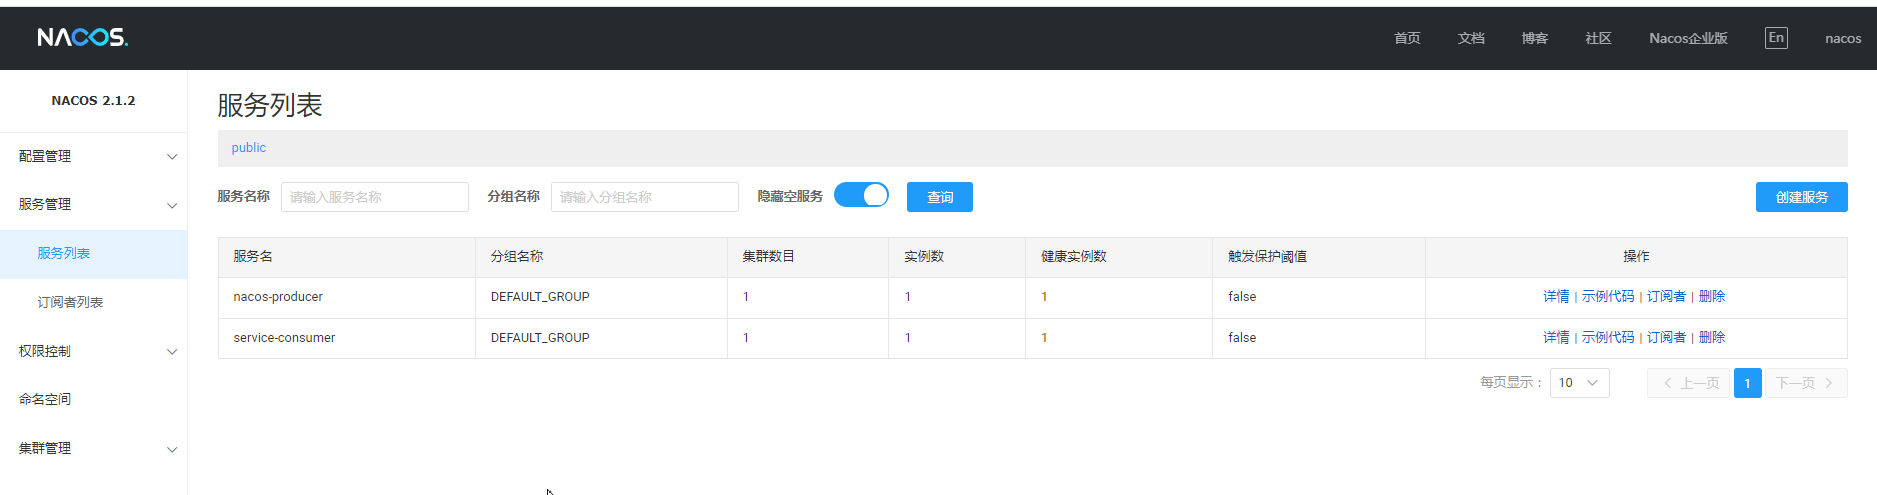 NACOS. 首页 文档 博客 社区 Nacos企业版 En nacos
NACOS 2.1.2
配置管理
服务管理
服务列表
订阅者列表
权限控制
命名空间
集群管理
服务列表
public
服务名称 请输入服务名称 分组名称 请输入分组名称 隐藏空服务 查询 创建服务
服务名 分组名称 集群数目 实例数 健康实例数 触发保护阈值 操作
nacos-producer DEFAULT_GROUP 1 1 1 false 详情 | 示例代码 | 订阅者 | 删除
service-consumer DEFAULT_GROUP 1 1 1 false 详情 | 示例代码 | 订阅者 | 删除
每页显示： 10 上一页 1 下一页